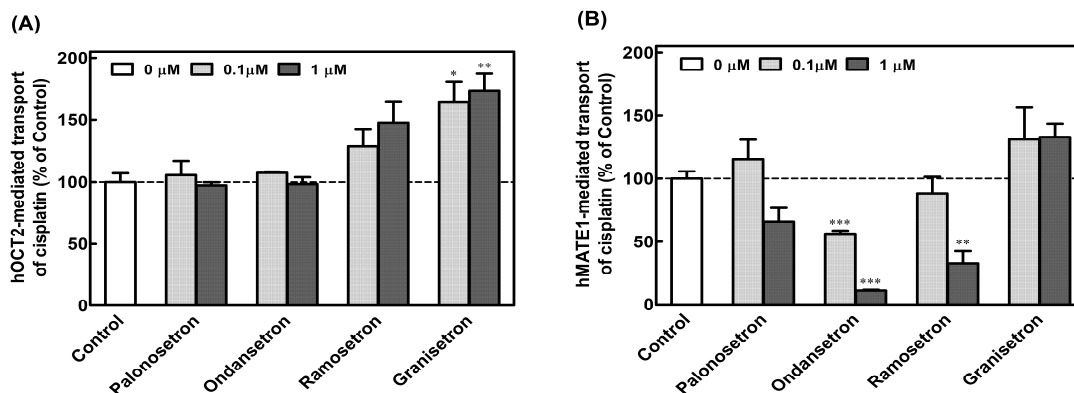 (A)
hOCT2-mediated transport
of cisplatin (% of Control)
200
150
100
50
0
0 μM
0.1μM
1 μM
*
**
Control
Palonosetron
Ondansetron
Ramosetron
Granisetron
(B)
hMATE1-mediated transport
of cisplatin (% of Control)
200
150
100
50
0
0 μM
0.1μM
1 μM
***
***
**
Control
Palonosetron
Ondansetron
Ramosetron
Granisetron